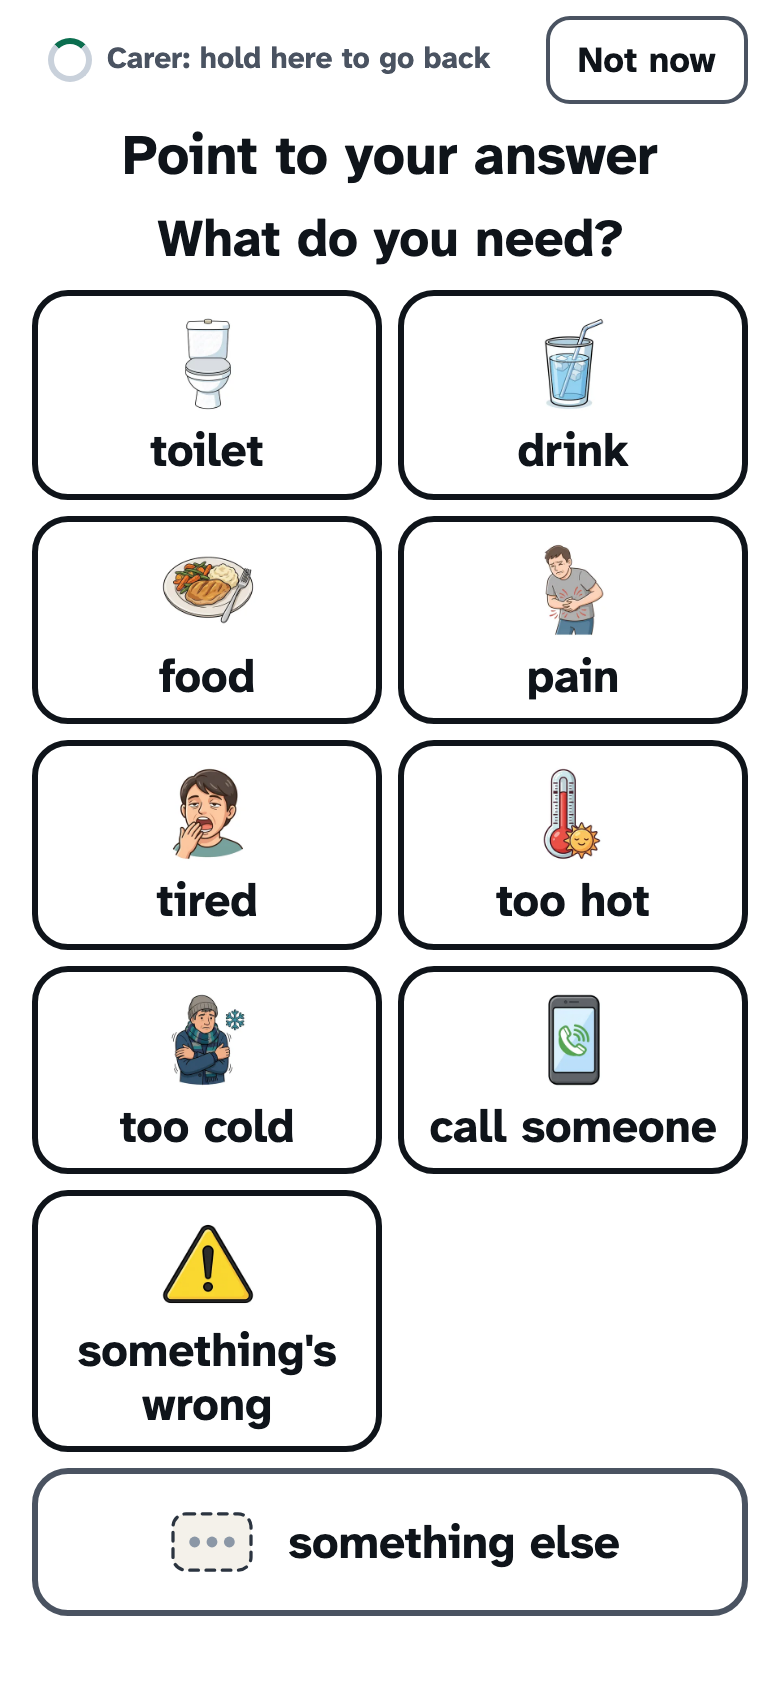 Carer: hold here to go back
Not now
Point to your answer
What do you need?
toilet
drink
food
pain
tired
too hot
too cold
call someone
something's
wrong
something else